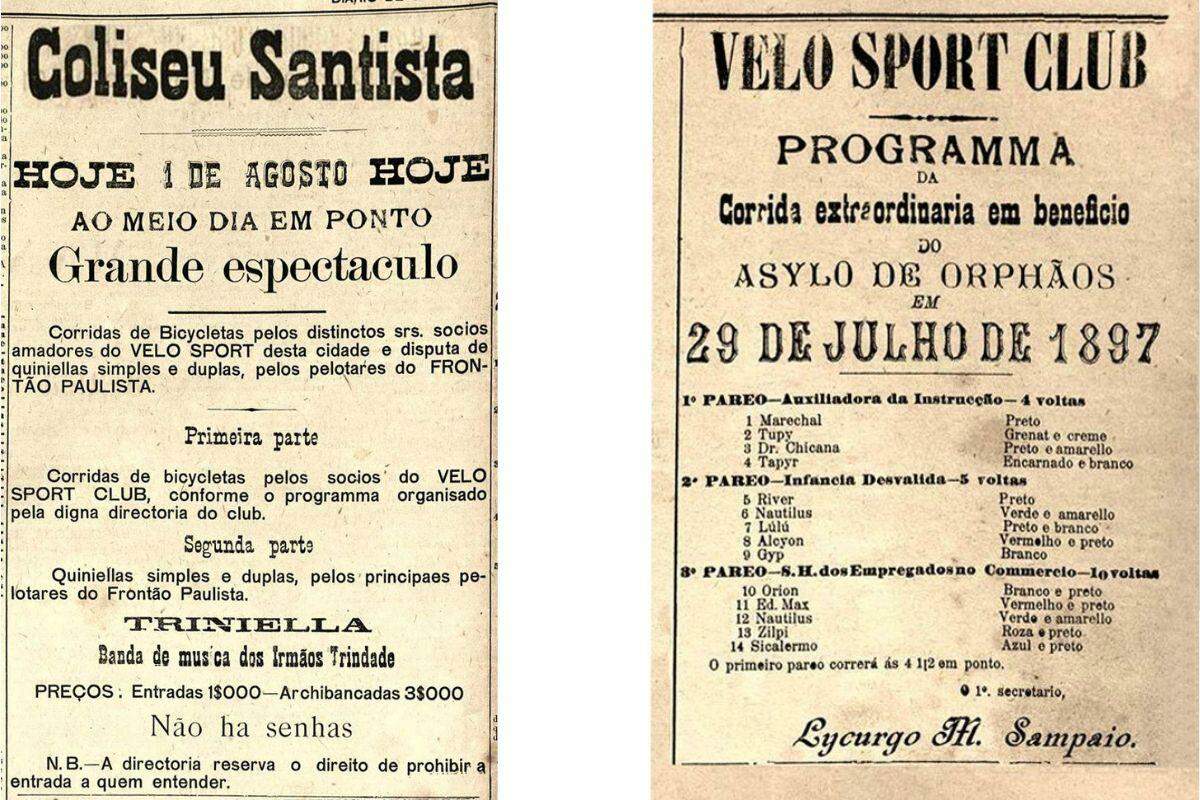 Coliseu Santista
HOJE 1 DE AGOSTO HOJE
AO MEIO DIA EM PONTO
Grande espectaculo
Corridas de Bicycletas pelos distinctos srs. socios
amadores do VELO SPORT desta cidade e disputa de
quiniellas simples e duplas, pelos pelotares do FRON-
TÃO PAULISTA.
Primeira parte
Corridas de bicycletas pelos socios do VELO
SPORT CLUB, conforme o programma organisado
pela digna directoria do club.
Segunda parte
Quiniellas simples e duplas, pelos principaes pe-
lotares do Frontão Paulista.
TRINIELLA
Banda de musica dos Irmãos Trindade
PREÇOS: Entradas 1$000—Archibancadas 3$000
Não ha senhas
N.B.—A directoria reserva o direito de prohibir a
entrada a quem entender.
VELO SPORT CLUB
PROGRAMMA
DA
Corrida extraordinaria em beneficio
DO
ASYLO DE ORPHÃOS
EM
29 DE JULHO DE 1897
1º PAREO—Auxiliadora da Instrucção—4 voltas
1 Marechal Preto
2 Tupy Grenat e creme
3 Dr. Chicana Preto e amarello
4 Tapyr Encarnado e branco
2º PAREO—Infancia Desvalida—5 voltas
5 River Preto
6 Nautilus Verde e amarello
7 Lúlú Preto e branco
8 Alcyon Vermelho e preto
9 Gyp Branco
3º PAREO—S.H. dos Empregados no Commercio—10 voltas
10 Orion Branco e preto
11 Ed. Max Vermelho e preto
12 Nautilus Verde e amarello
13 Zilpi Roza e preto
14 Sicalermo Azul e preto
O primeiro pareo correrá ás 4 1|2 em ponto.
O 1º. secretario,
Lycurgo M. Sampaio.